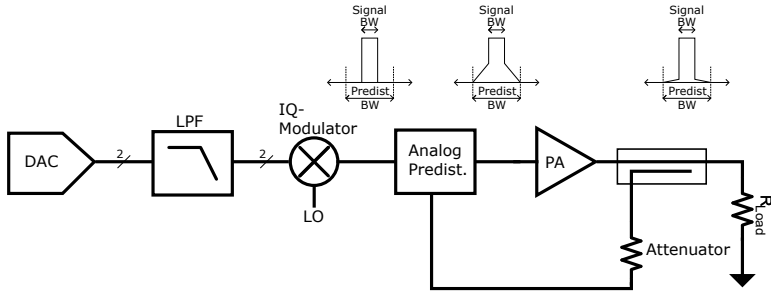 Signal
BW
Predist
BW
Signal
BW
Predist
BW
Signal
BW
Predist
BW
DAC
2
LPF
2
IQ-
Modulator
LO
Analog
Predist.
PA
Attenuator
R
Load